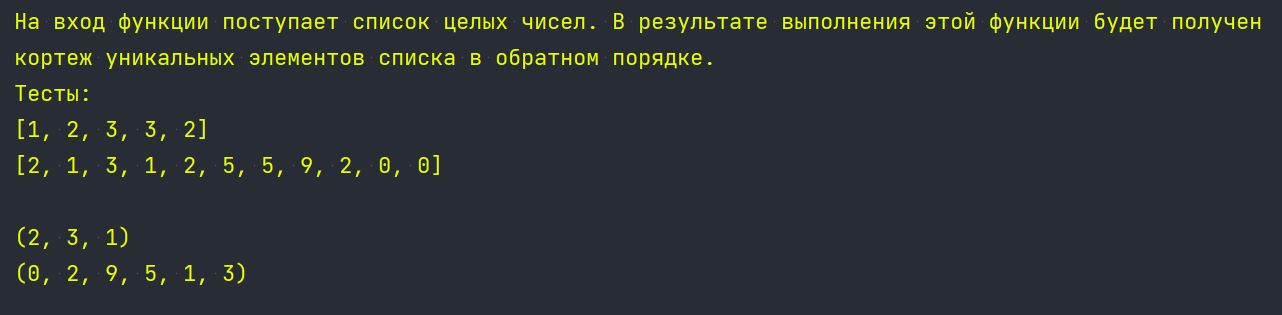 На вход функции поступает список целых чисел. В результате выполнения этой функции будет получен
кортеж уникальных элементов списка в обратном порядке.
Тесты:
[1, 2, 3, 3, 2]
[2, 1, 3, 1, 2, 5, 5, 9, 2, 0, 0]
(2, 3, 1)
(0, 2, 9, 5, 1, 3)